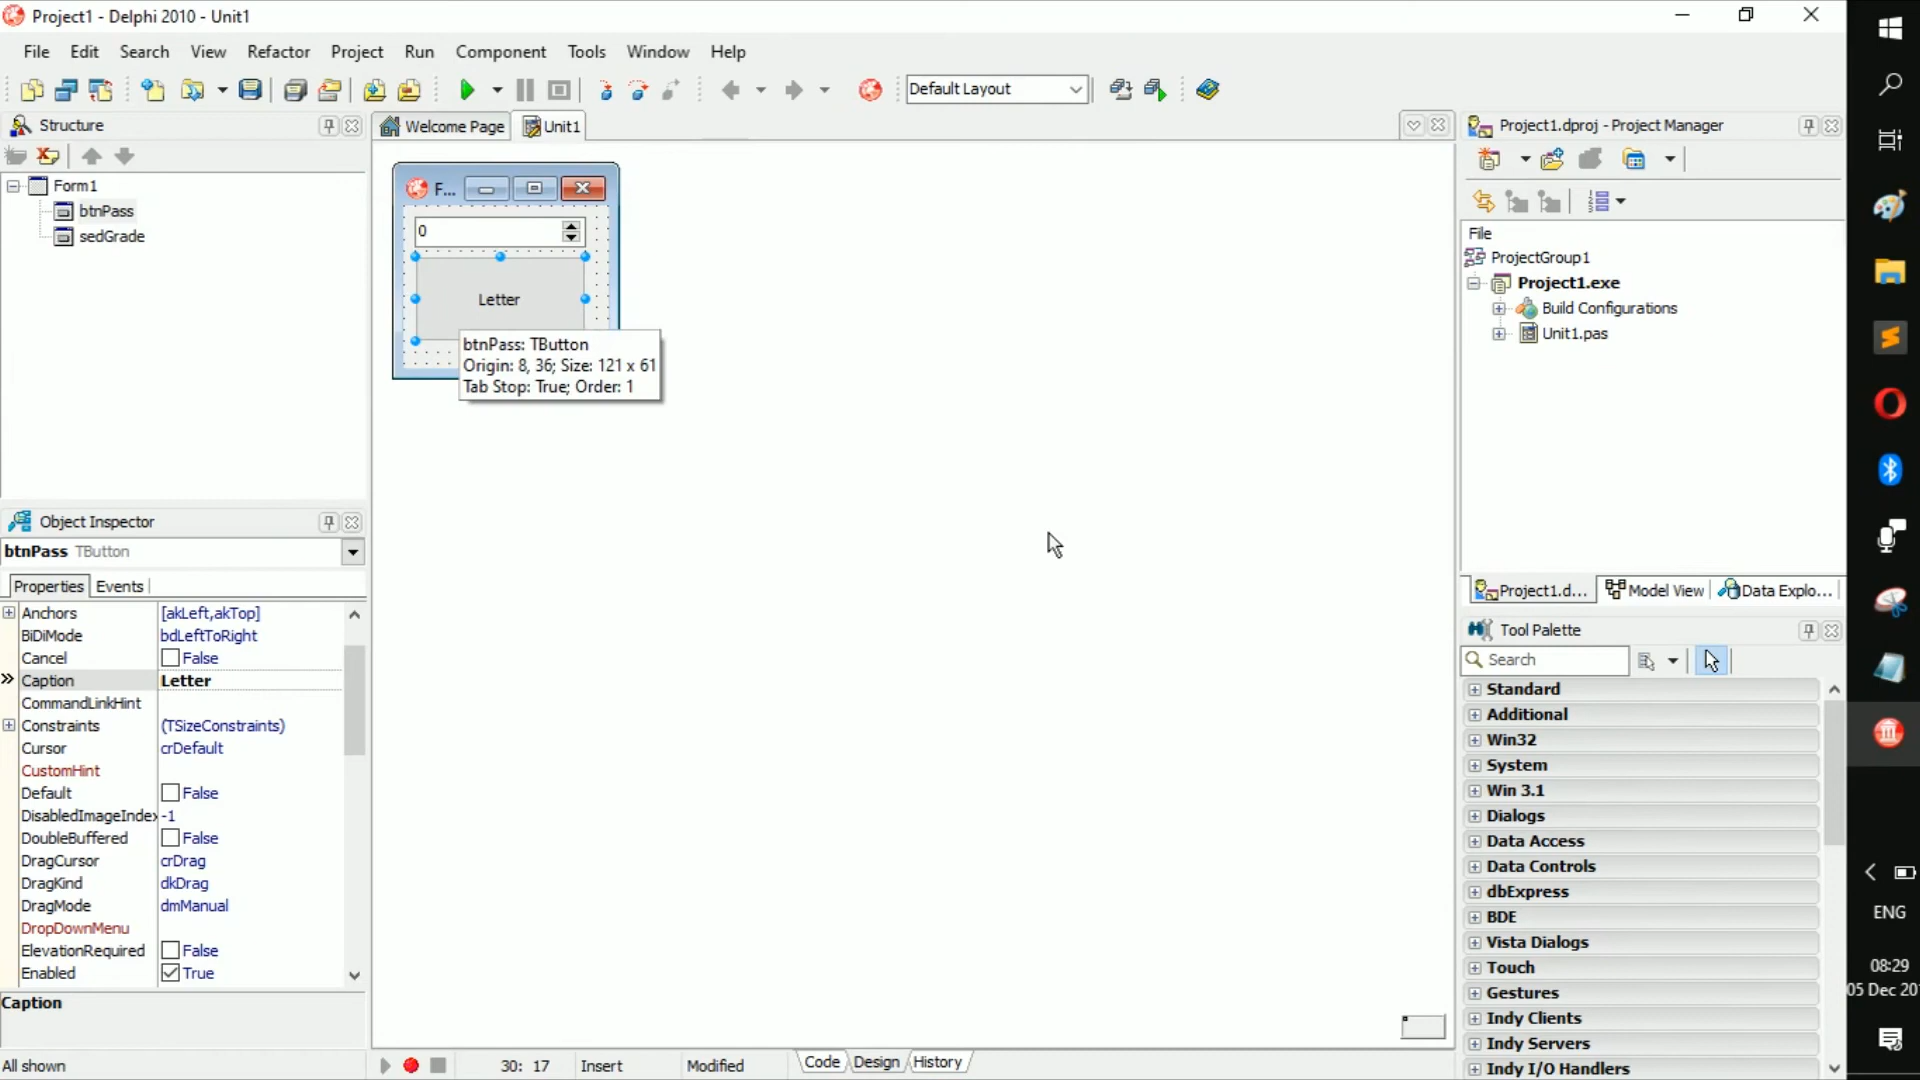 Project1 - Delphi 2010 - Unit1
File Edit Search View Refactor Project Run Component Tools Window Help
Default Layout
Structure
Form1
btnPass
sedGrade
Object Inspector
btnPass TButton
Properties Events
Anchors [akLeft,akTop]
BiDiMode bdLeftToRight
Cancel False
Caption Letter
CommandLinkHint
Constraints (TSizeConstraints)
Cursor crDefault
CustomHint
Default False
DisabledImageIndex -1
DoubleBuffered False
DragCursor crDrag
DragKind dkDrag
DragMode dmManual
DropDownMenu
ElevationRequired False
Enabled True
Caption
All shown
Welcome Page Unit1
F...
0
Letter
btnPass: TButton
Origin: 8, 36; Size: 121 x 61
Tab Stop: True; Order: 1
30: 17 Insert Modified Code Design History
Project1.dproj - Project Manager
File
ProjectGroup1
Project1.exe
Build Configurations
Unit1.pas
Project1.d... Model View Data Explo...
Tool Palette
Search
Standard
Additional
Win32
System
Win 3.1
Dialogs
Data Access
Data Controls
dbExpress
BDE
Vista Dialogs
Touch
Gestures
Indy Clients
Indy Servers
Indy I/O Handlers
ENG
08:29
05 Dec 20